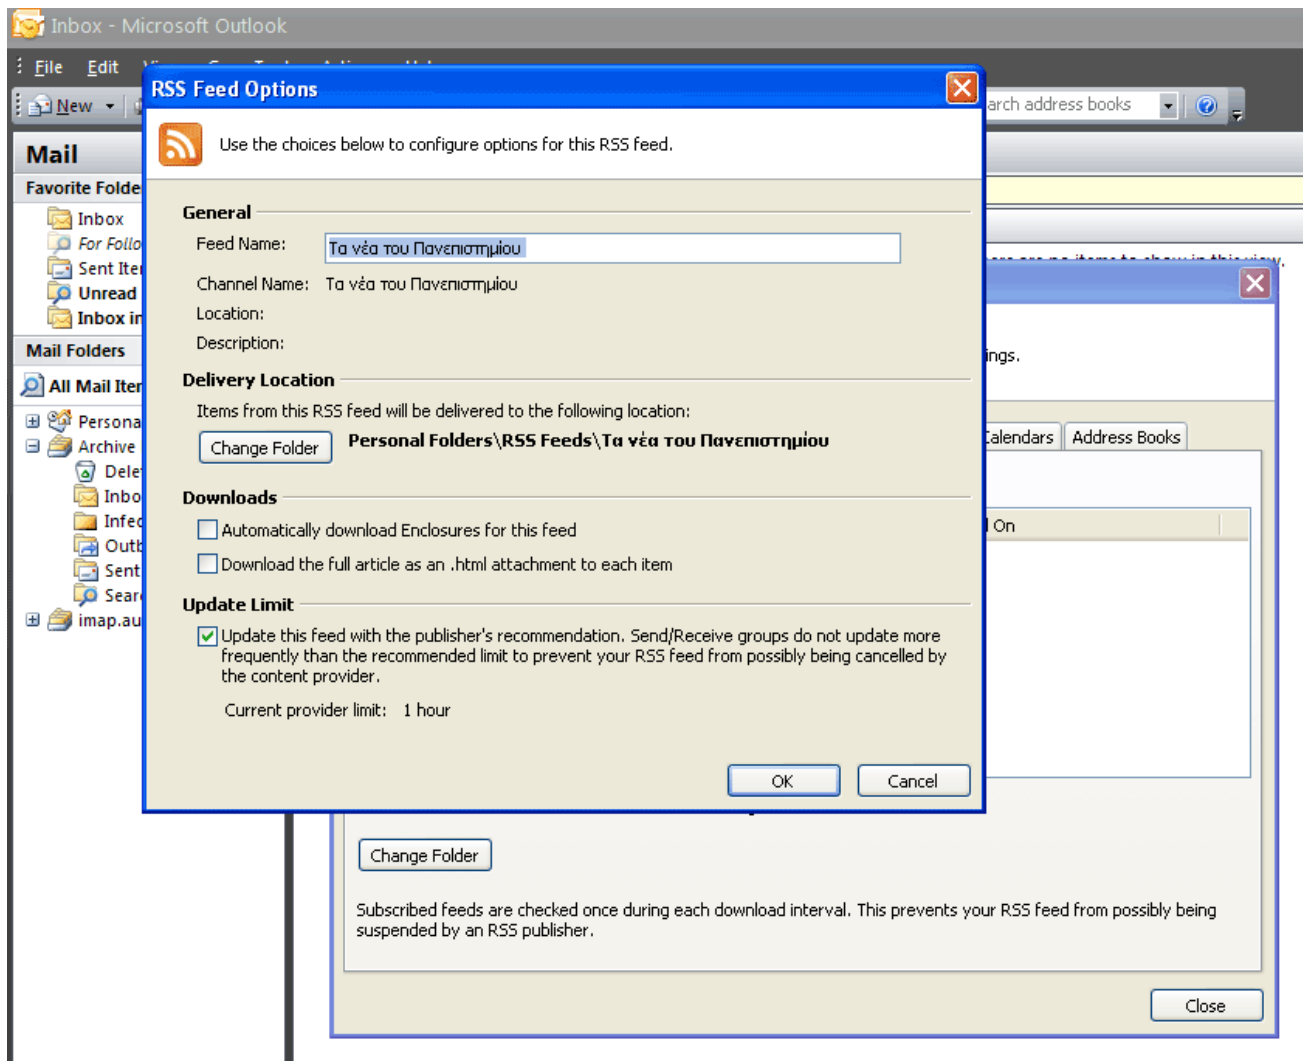 Inbox - Microsoft Outlook
File Edit
New
arch address books
RSS Feed Options
Use the choices below to configure options for this RSS feed.
General
Feed Name: Τα νέα του Πανεπιστημίου
Channel Name: Τα νέα του Πανεπιστημίου
Location:
Description:
Delivery Location
Items from this RSS feed will be delivered to the following location:
Change Folder Personal Folders\RSS Feeds\Τα νέα του Πανεπιστημίου
Downloads
Automatically download Enclosures for this feed
Download the full article as an .html attachment to each item
Update Limit
Update this feed with the publisher's recommendation. Send/Receive groups do not update more
frequently than the recommended limit to prevent your RSS feed from possibly being cancelled by
the content provider.
Current provider limit: 1 hour
OK Cancel
Mail
Favorite Folde
Inbox
For Follo
Sent Iter
Unread
Inbox in
Mail Folders
All Mail Iter
Persona
Archive
Dele
Inbo
Infec
Outb
Sent
Sear
imap.au
ings.
Calendars Address Books
On
Change Folder
Subscribed feeds are checked once during each download interval. This prevents your RSS feed from possibly being
suspended by an RSS publisher.
Close